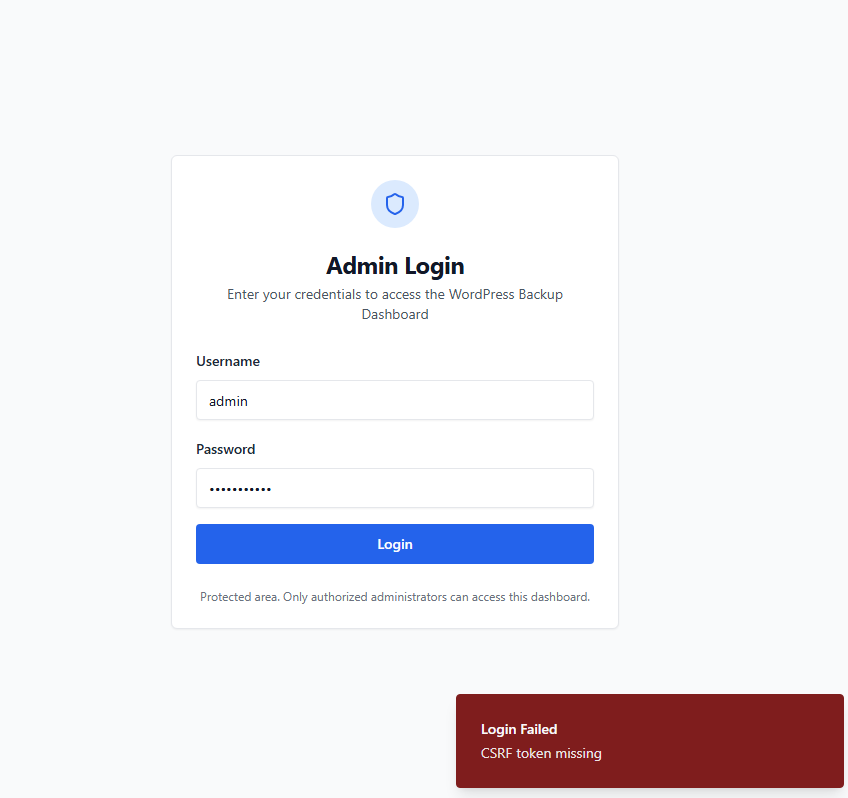 Admin Login
Enter your credentials to access the WordPress Backup
Dashboard
Username
admin
Password
•••••••••••
Login
Protected area. Only authorized administrators can access this dashboard.
Login Failed
CSRF token missing